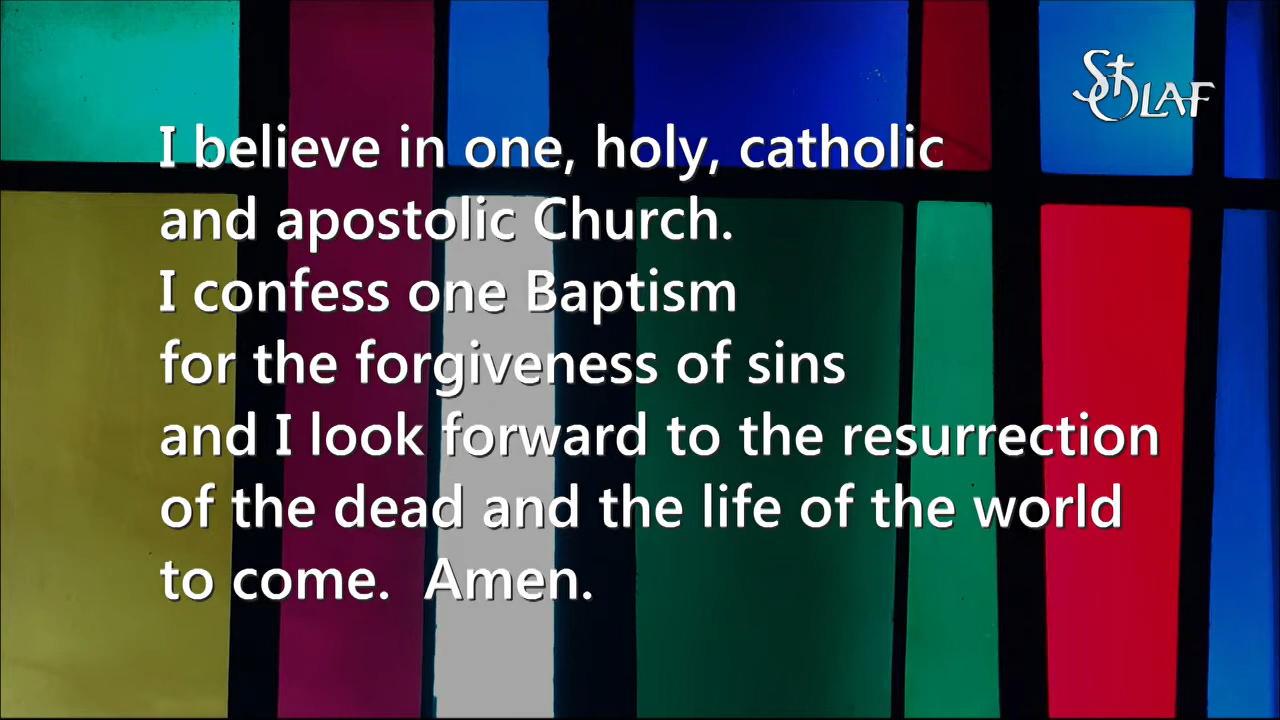 ST OLAF
I believe in one, holy, catholic
and apostolic Church.
I confess one Baptism
for the forgiveness of sins
and I look forward to the resurrection
of the dead and the life of the world
to come.  Amen.